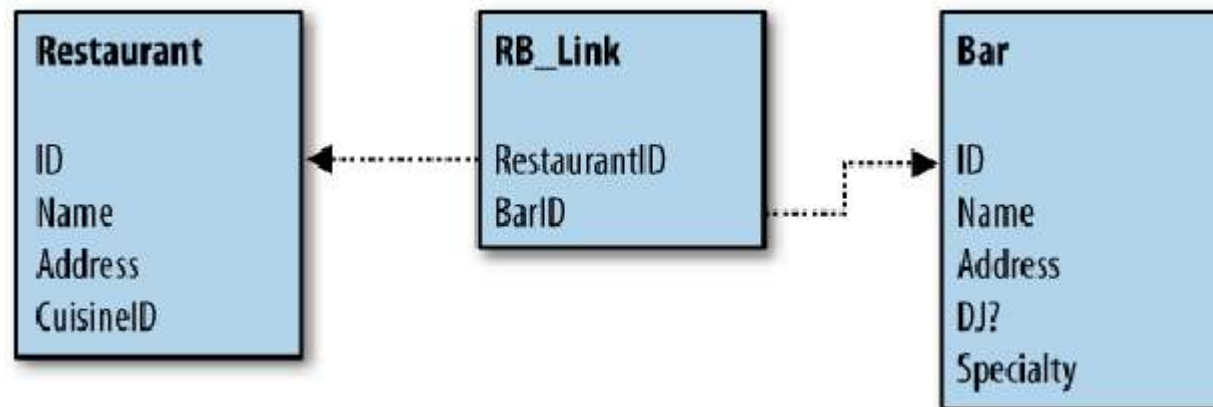 Restaurant
ID
Name
Address
CuisineID
RB_Link
RestaurantID
BarID
Bar
ID
Name
Address
DJ?
Specialty